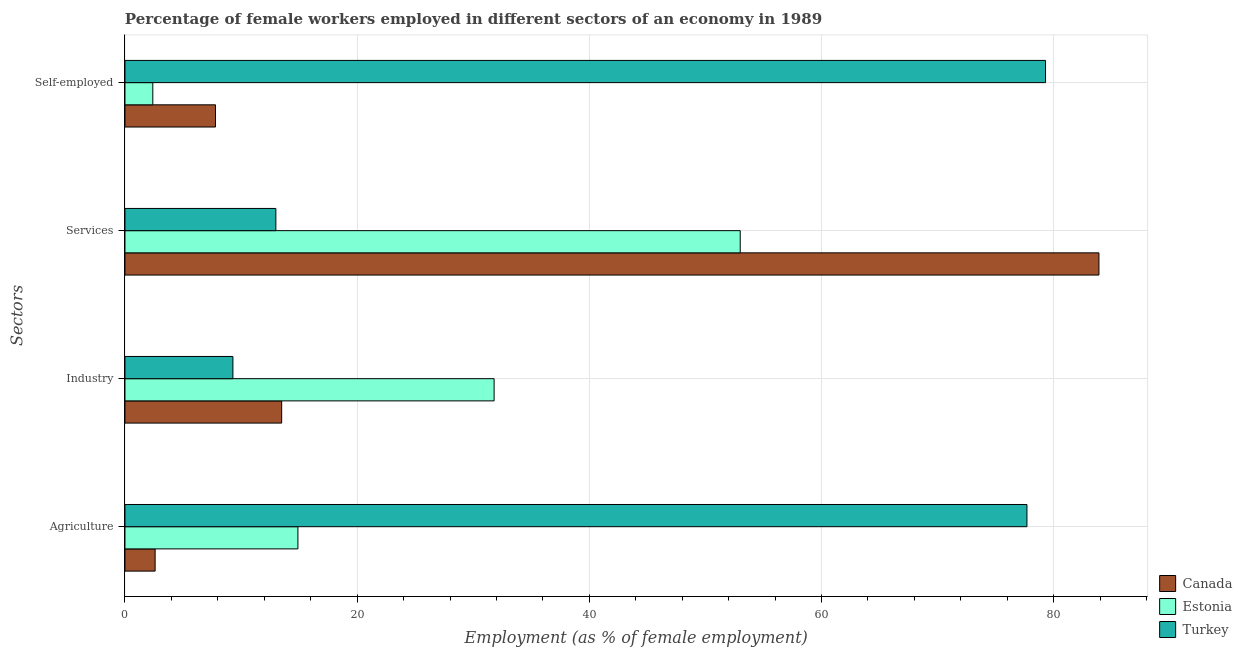 Percentage of female workers employed in different sectors of an economy in 1989
Sectors
Self-employed
Services
Industry
Agriculture
0
20
40
60
80
Employment (as % of female employment)
Canada
Estonia
Turkey